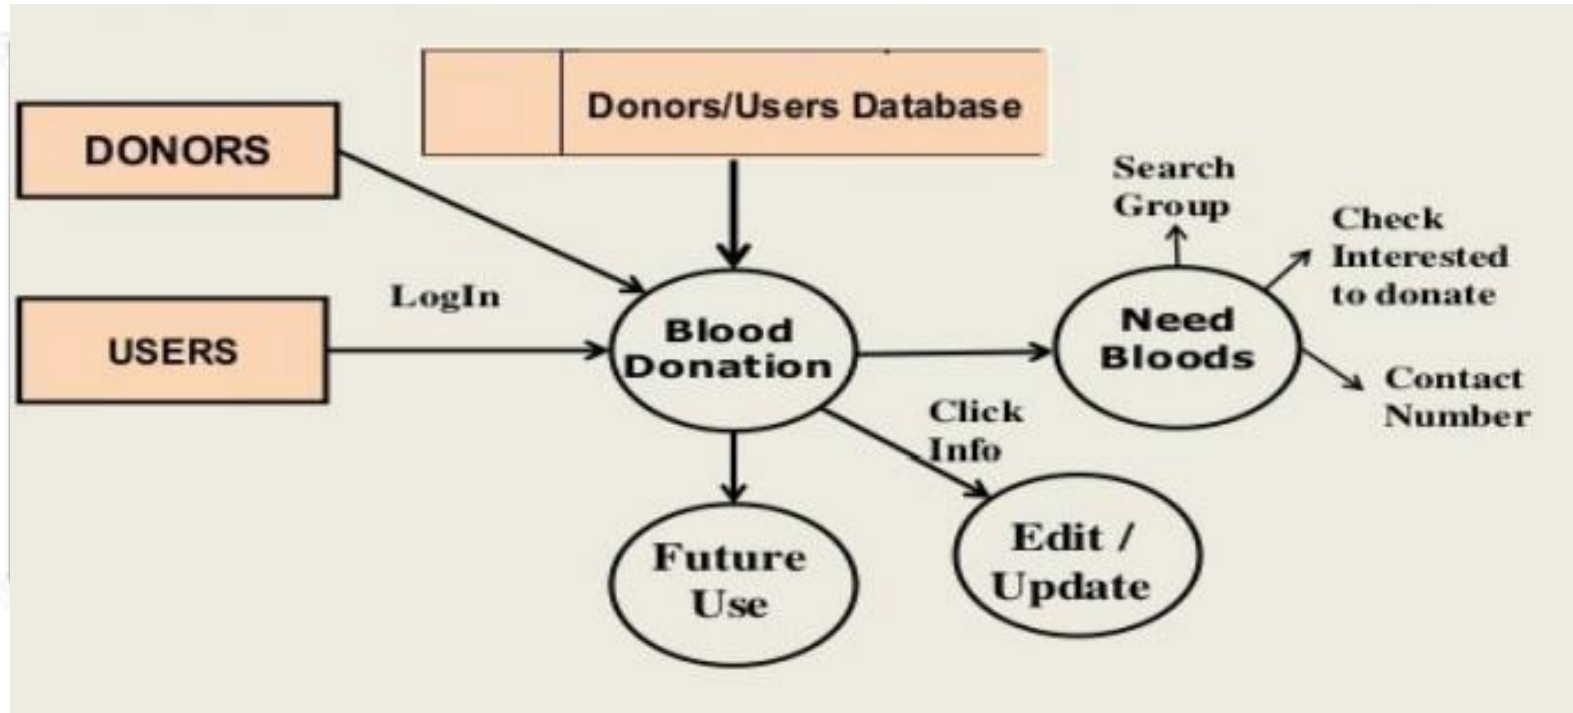 Donors/Users Database
DONORS
Search
Group
Check
Interested
to donate
LogIn
USERS
Blood
Donation
Need
Bloods
Contact
Number
Click
Info
Future
Use
Edit /
Update